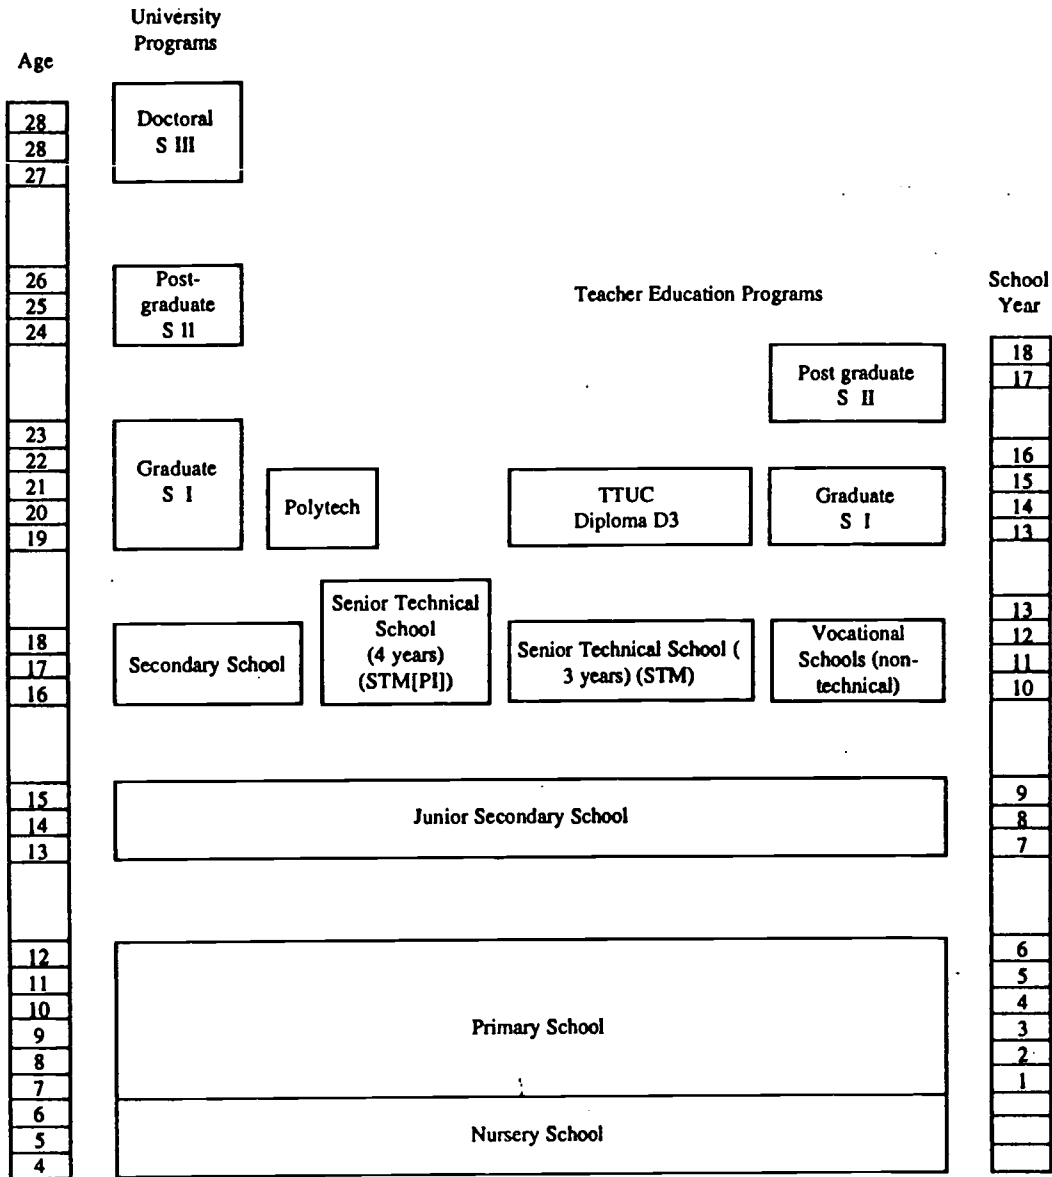 University
Programs
Age
28
28
27
26
25
24
23
22
21
20
19
18
17
16
15
14
13
12
11
10
9
8
7
6
5
4
Doctoral
S III
Post-
graduate
S II
Teacher Education Programs
Post graduate
S II
Graduate
S I
Polytech
TTUC
Diploma D3
Graduate
S I
Secondary School
Senior Technical
School
(4 years)
(STM[PI])
Senior Technical School (
3 years) (STM)
Vocational
Schools (non-
technical)
Junior Secondary School
Primary School
Nursery School
School
Year
18
17
16
15
14
13
13
12
11
10
9
8
7
6
5
4
3
2
1